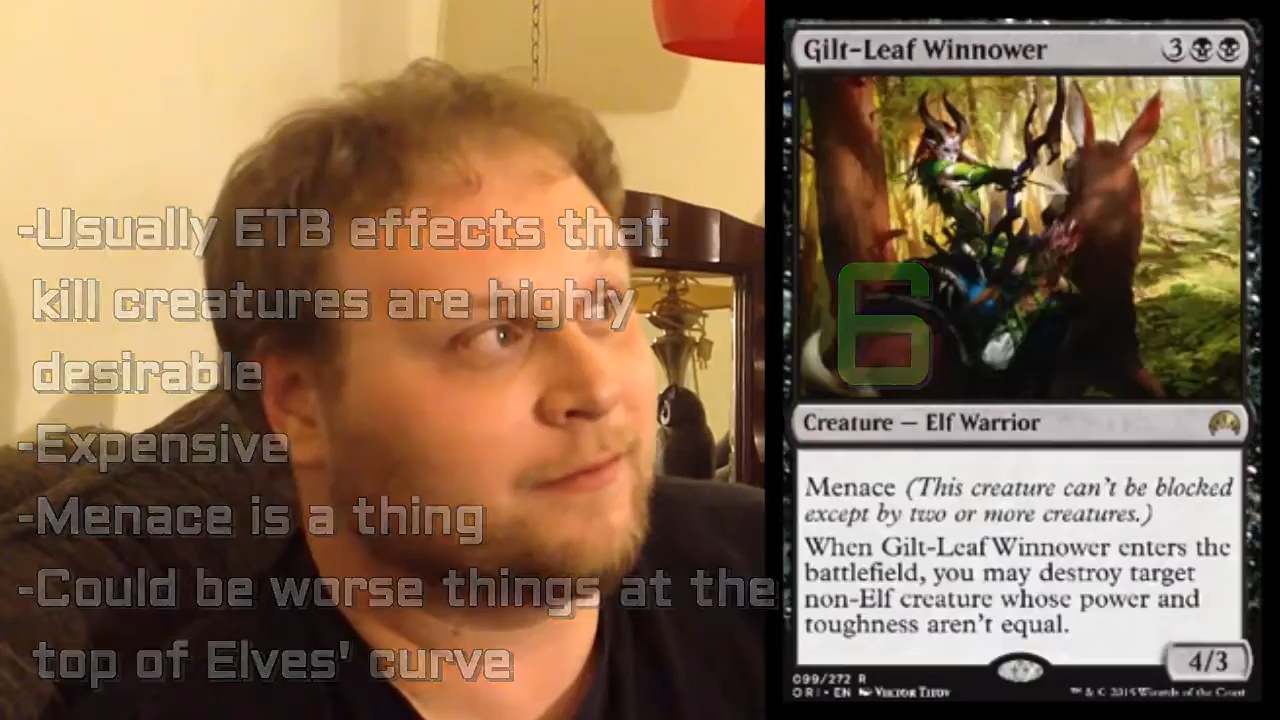 -Usually ETB effects that
kill creatures are highly
desirable
-Expensive
-Menace is a thing
-Could be worse things at the
top of Elves' curve
Gilt-Leaf Winnower 3
6
Creature — Elf Warrior
Menace (This creature can't be blocked
except by two or more creatures.)
When Gilt-Leaf Winnower enters the
battlefield, you may destroy target
non-Elf creature whose power and
toughness aren't equal.
4/3
099/272 R
ORI • EN Viktor Titov
™ & © 2015 Wizards of the Coast